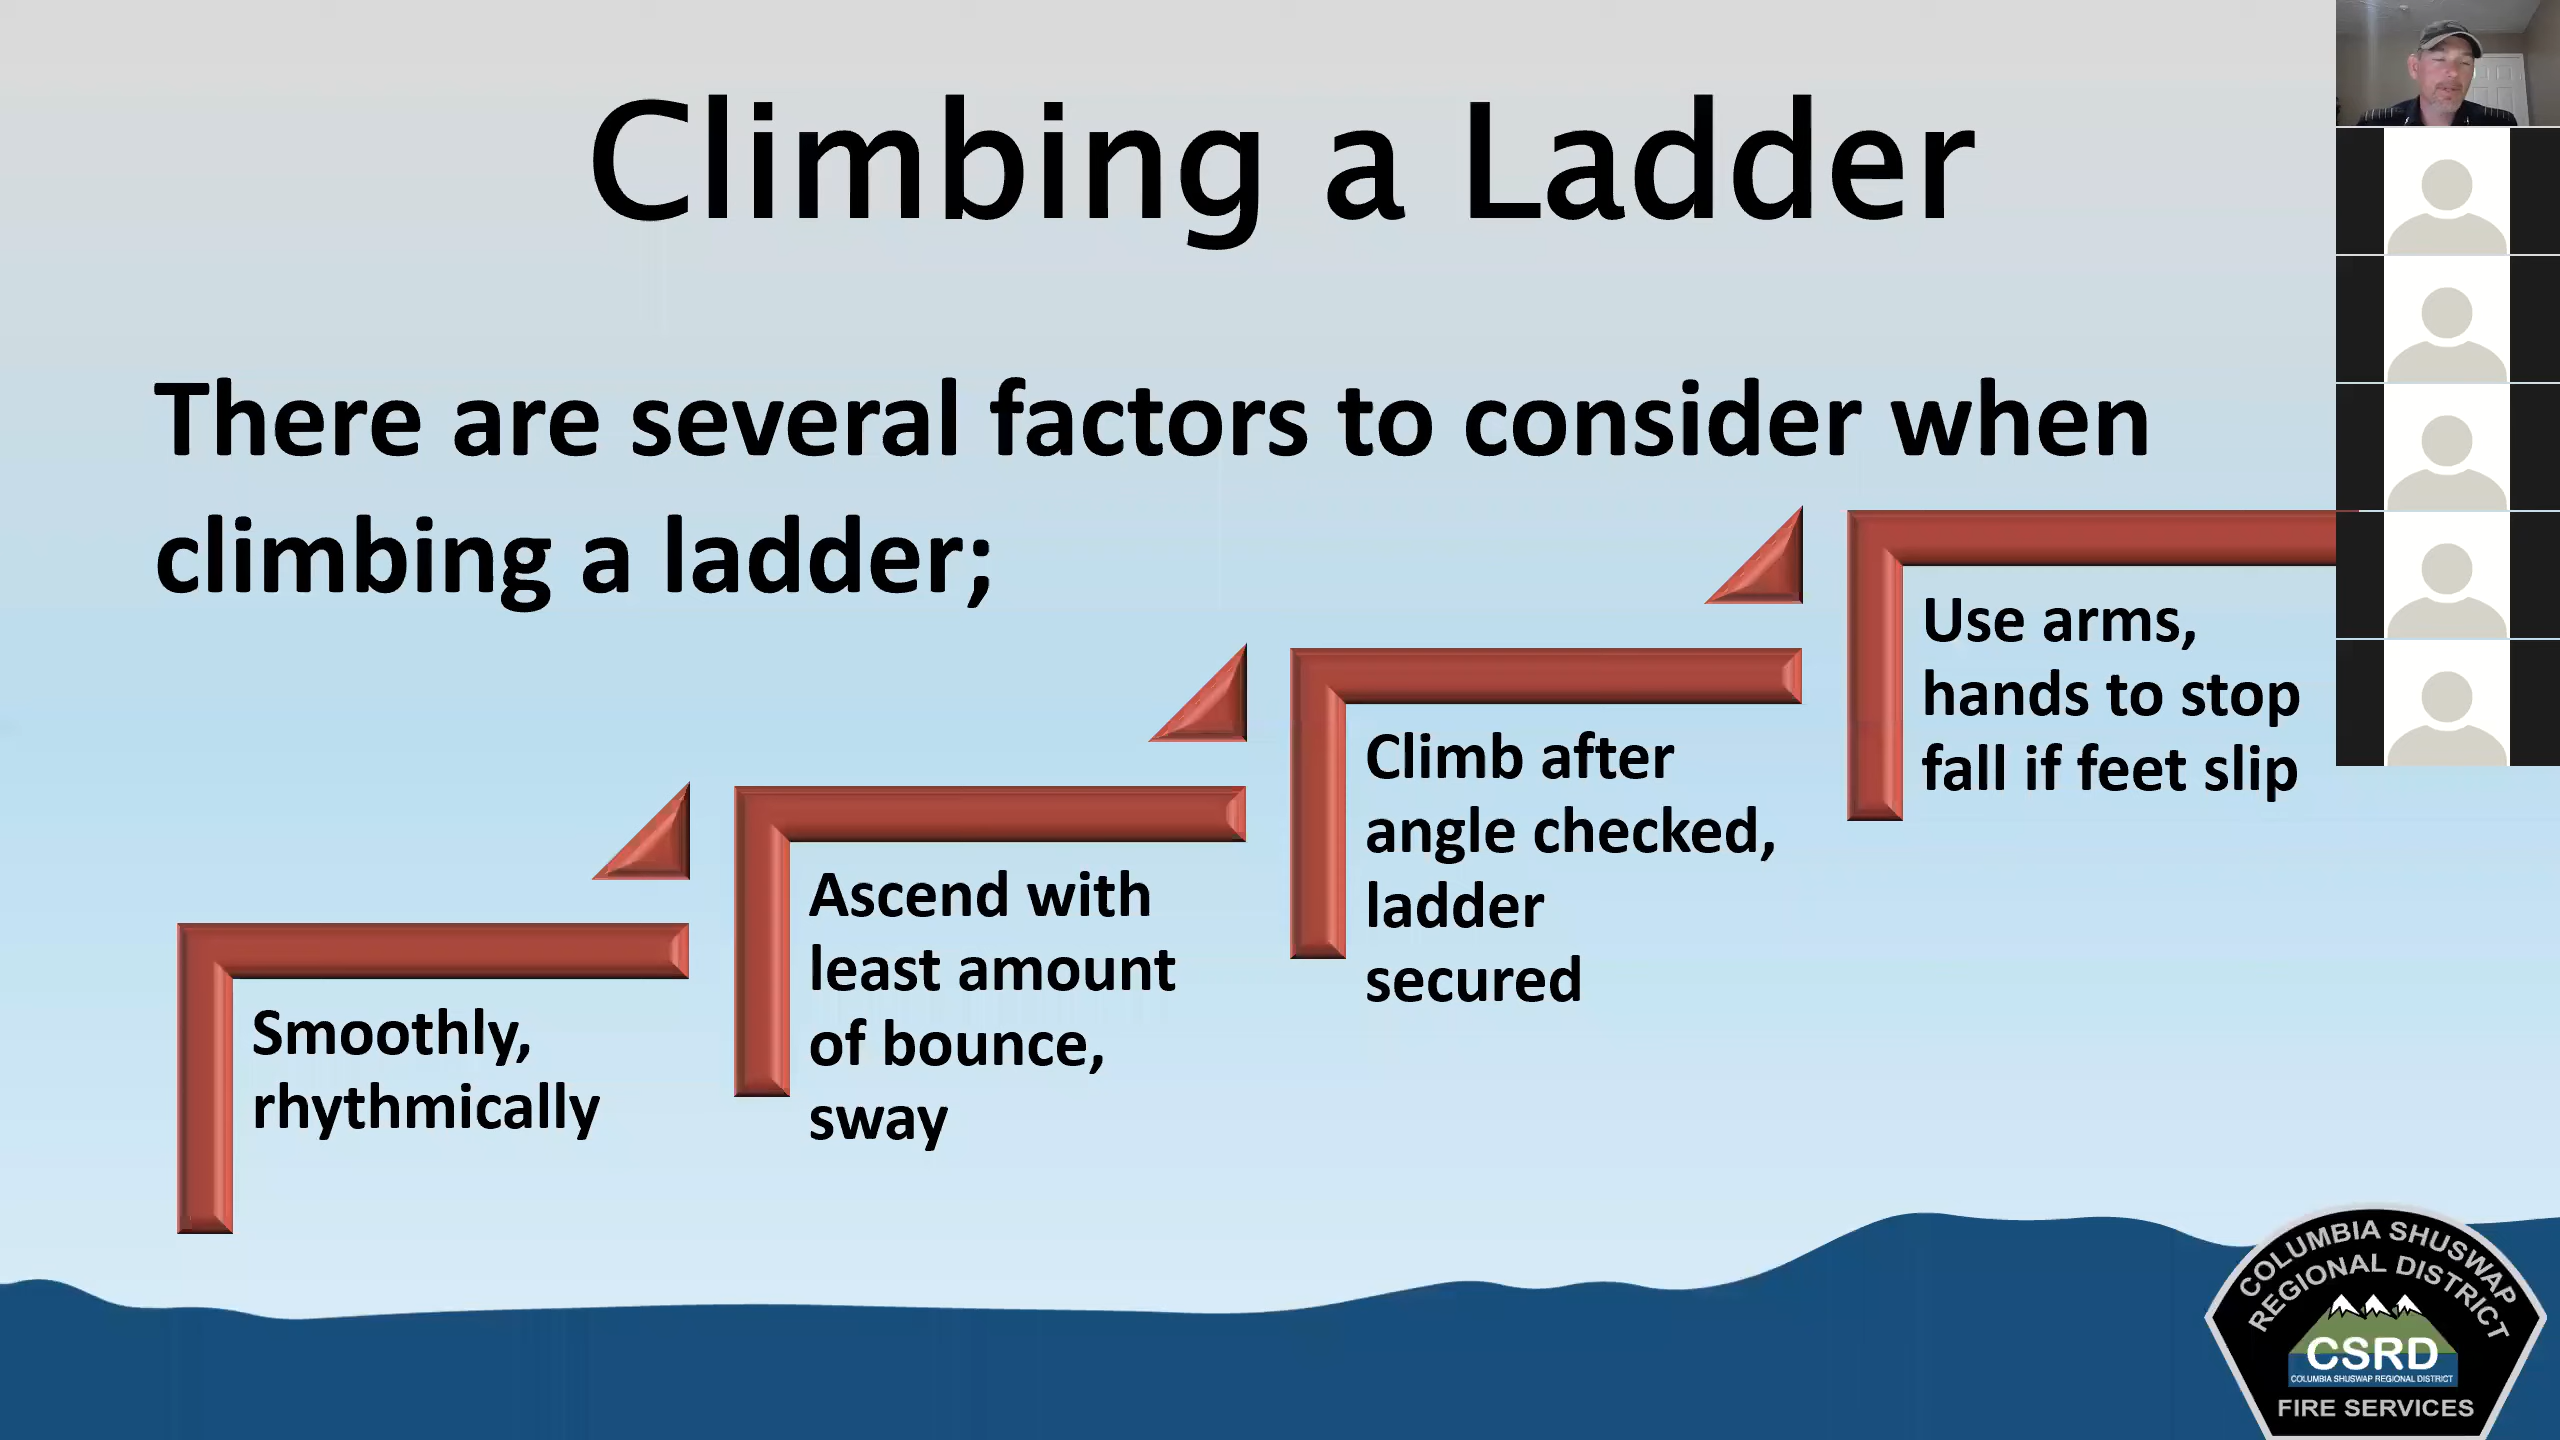 Climbing a Ladder
There are several factors to consider when
climbing a ladder;
Smoothly,
rhythmically
Ascend with
least amount
of bounce,
sway
Climb after
angle checked,
ladder
secured
Use arms,
hands to stop
fall if feet slip
COLUMBIA SHUSWAP
REGIONAL DISTRICT
CSRD
COLUMBIA SHUSWAP REGIONAL DISTRICT
FIRE SERVICES